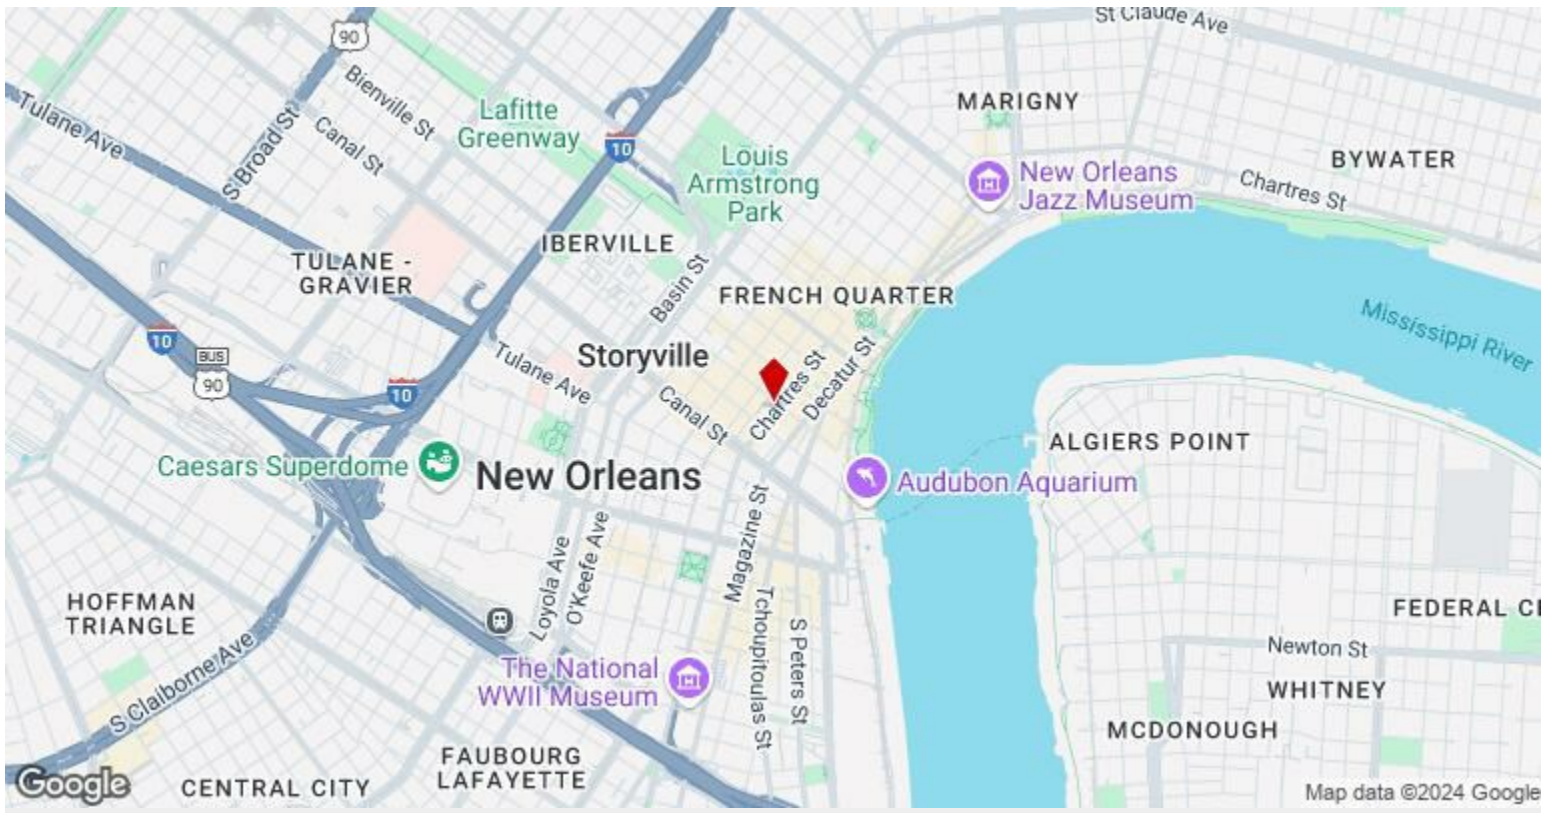 St Claude Ave
90
Bienville St
Lafitte
Greenway
MARIGNY
Tulane Ave
Canal St
S Broad St
10
Louis
Armstrong
Park
BYWATER
New Orleans
Jazz Museum
Chartres St
IBERVILLE
TULANE -
GRAVIER
Basin St
FRENCH QUARTER
Mississippi River
10
BUS
90
Tulane Ave
Storyville
10
Canal St
Chartres St
Decatur St
ALGIERS POINT
Caesars Superdome
New Orleans
Audubon Aquarium
Magazine St
Loyola Ave
O'Keefe Ave
HOFFMAN
TRIANGLE
Tchoupitoulas St
S Peters St
FEDERAL CI
Newton St
S Claiborne Ave
The National
WWII Museum
WHITNEY
MCDONOUGH
FAUBOURG
LAFAYETTE
CENTRAL CITY
Google
Map data ©2024 Google